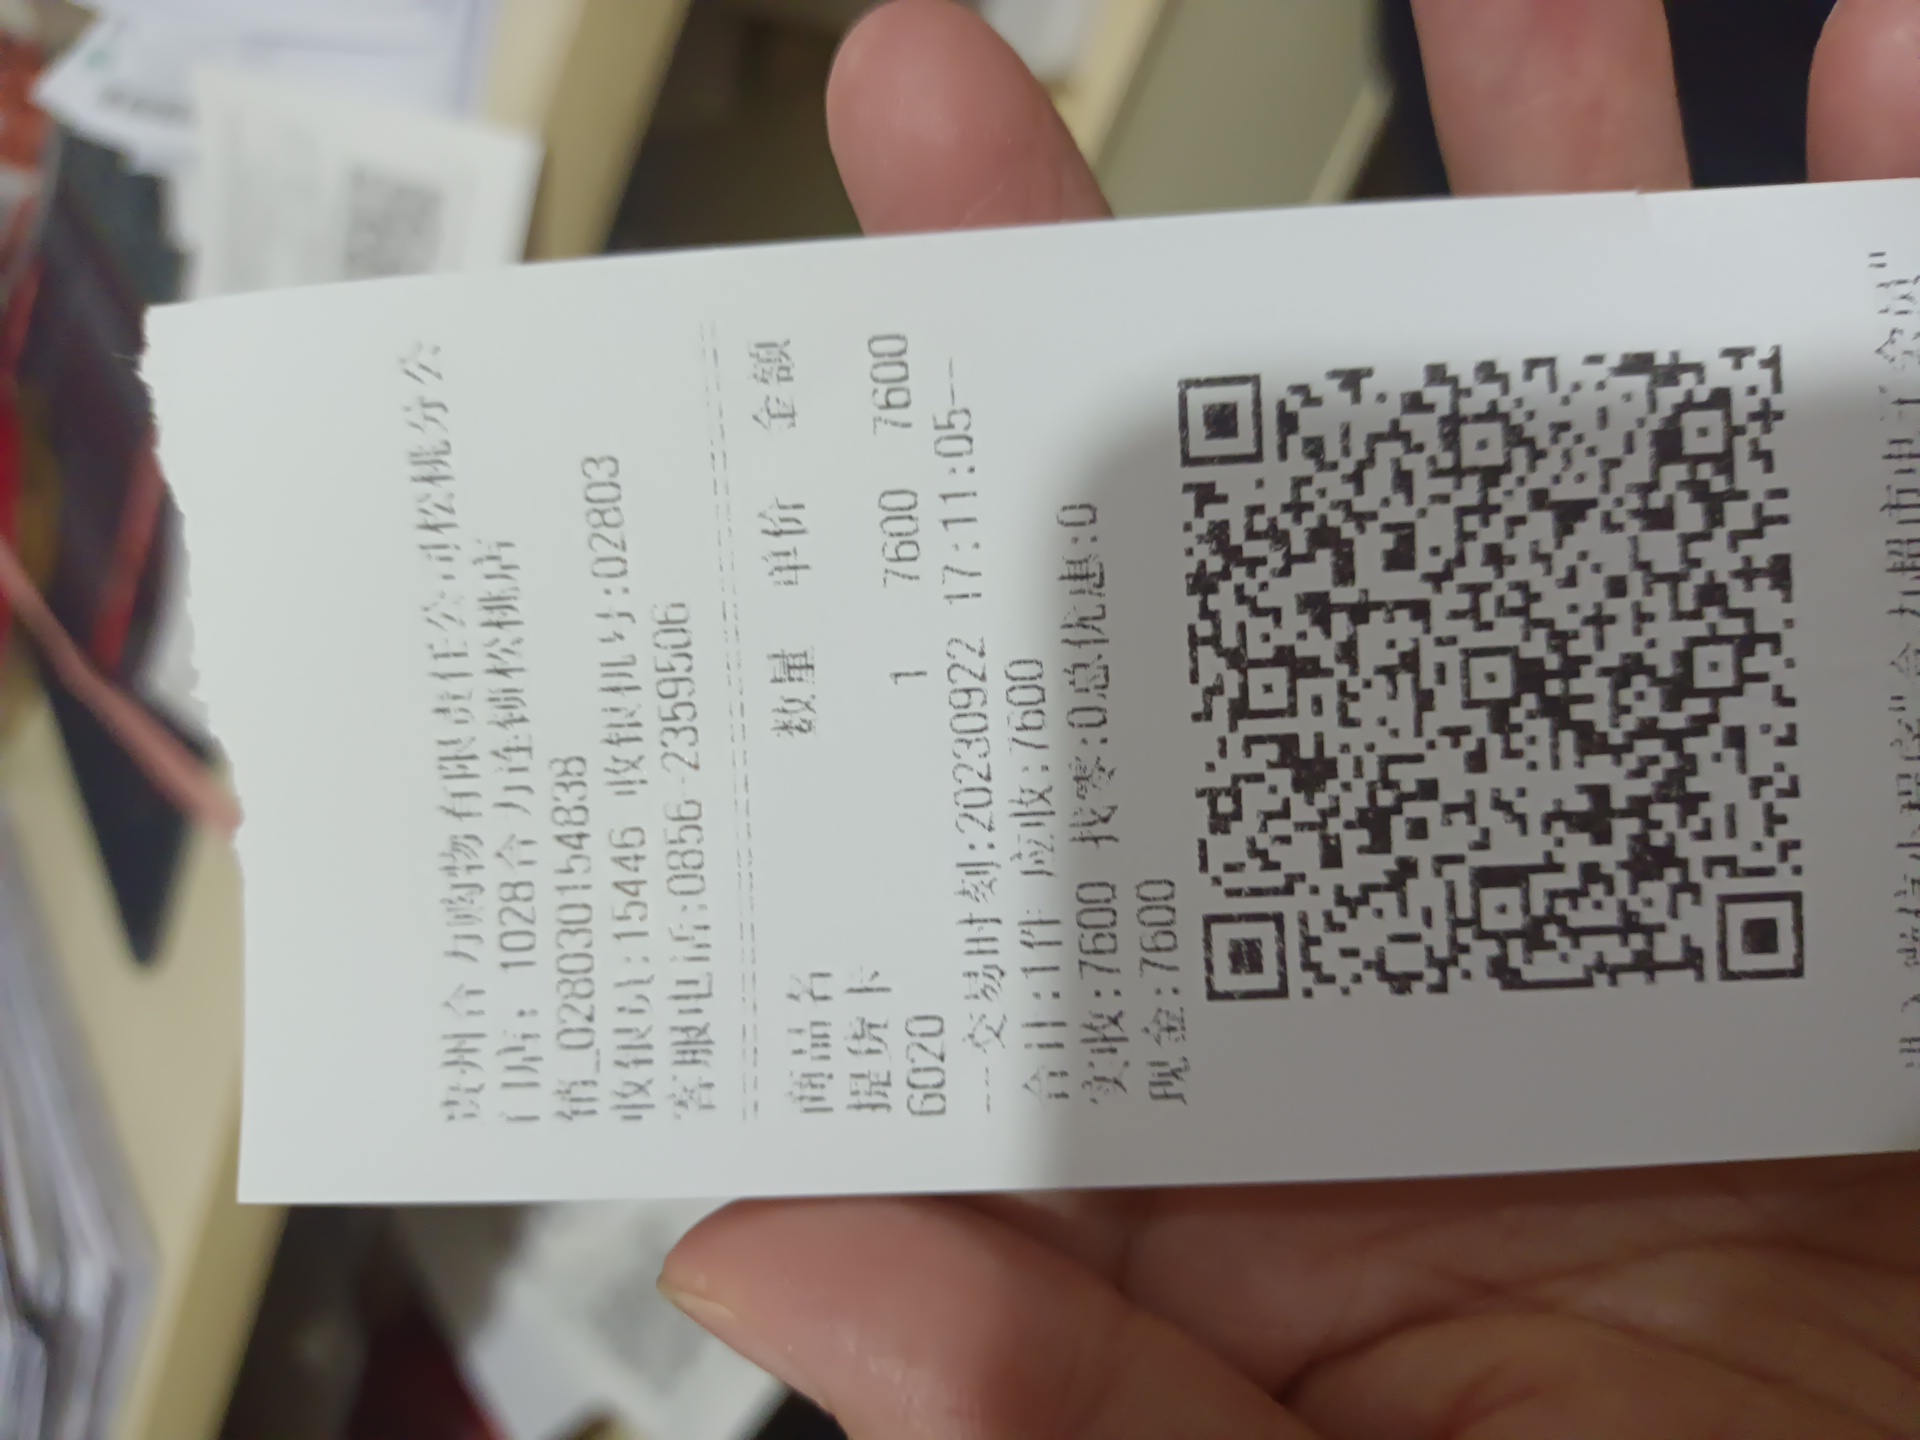 贵州合力购物有限责任公司松桃分公
门店: 1028合力连锁松桃店
销_0280301548​38
收银员:15446 收银机号:02803
客服电话:0856-2359506
商品名 数量 单价 金额
提货卡
6020 1 7600 7600
---交易时刻:20230922 17:11:05--
合计:1件 应收:7600
实收:7600 找零:0总优惠:0
现金:7600